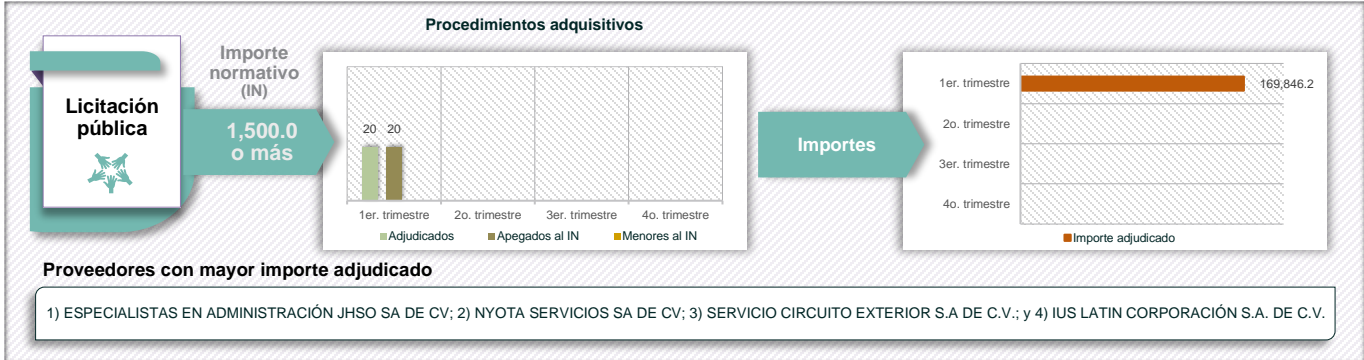 Procedimientos adquisitivos
Licitación
pública
Importe
normativo
(IN)
1,500.0
o más
20 20
1er. trimestre 2o. trimestre 3er. trimestre 4o. trimestre
Adjudicados Apegados al IN Menores al IN
Importes
1er. trimestre 169,846.2
2o. trimestre
3er. trimestre
4o. trimestre
Importe adjudicado
Proveedores con mayor importe adjudicado
1) ESPECIALISTAS EN ADMINISTRACIÓN JHSO SA DE CV; 2) NYOTA SERVICIOS SA DE CV; 3) SERVICIO CIRCUITO EXTERIOR S.A DE C.V.; y 4) IUS LATIN CORPORACIÓN S.A. DE C.V.